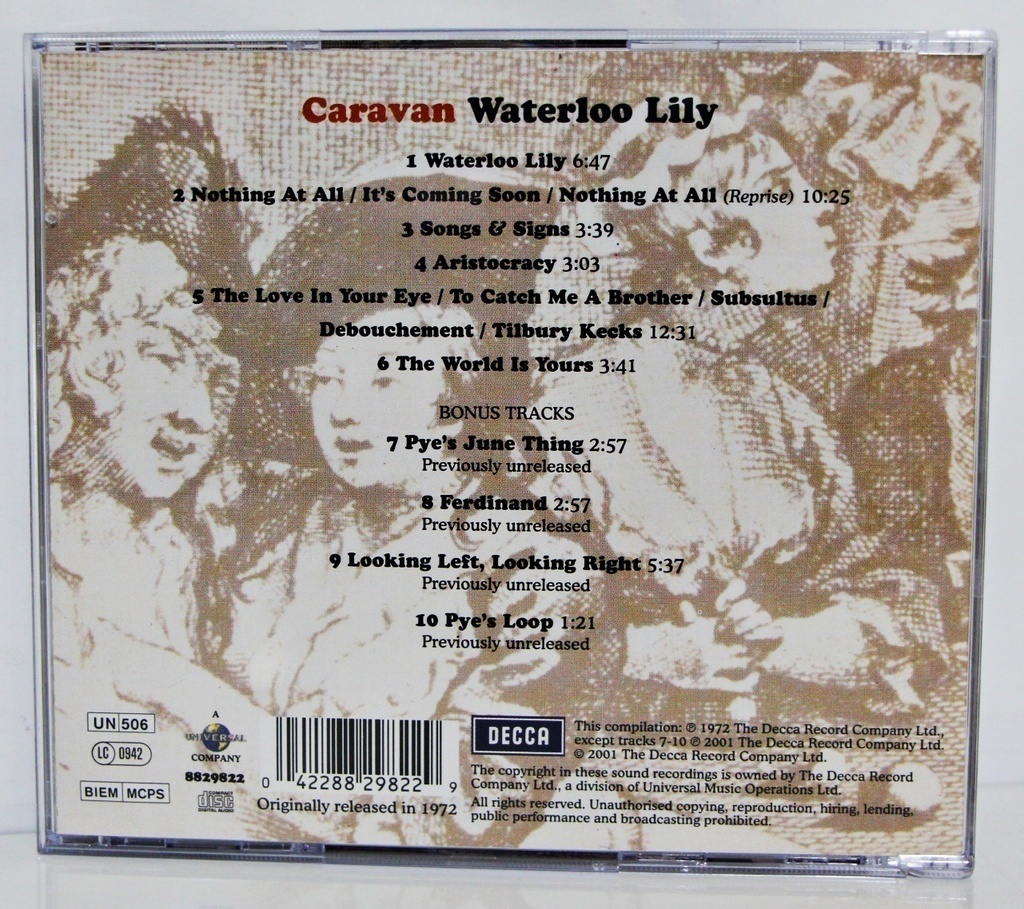 Caravan Waterloo Lily
1 Waterloo Lily 6:47
2 Nothing At All / It's Coming Soon / Nothing At All (Reprise) 10:25
3 Songs & Signs 3:39
4 Aristocracy 3:03
5 The Love In Your Eye / To Catch Me A Brother / Subsultus /
Debouchement / Tilbury Kecks 12:31
6 The World Is Yours 3:41
BONUS TRACKS
7 Pye's June Thing 2:57
Previously unreleased
8 Ferdinand 2:57
Previously unreleased
9 Looking Left, Looking Right 5:37
Previously unreleased
10 Pye's Loop 1:21
Previously unreleased
UN 506
LC 0942
BIEM MCPS
A
UNIVERSAL
COMPANY
8829822
COMPACT
disc
DIGITAL AUDIO
0 42288 29822 9
Originally released in 1972
DECCA
This compilation: ℗ 1972 The Decca Record Company Ltd.,
except tracks 7-10 ℗ 2001 The Decca Record Company Ltd.
© 2001 The Decca Record Company Ltd.
The copyright in these sound recordings is owned by The Decca Record
Company Ltd., a division of Universal Music Operations Ltd.
All rights reserved. Unauthorised copying, reproduction, hiring, lending,
public performance and broadcasting prohibited.